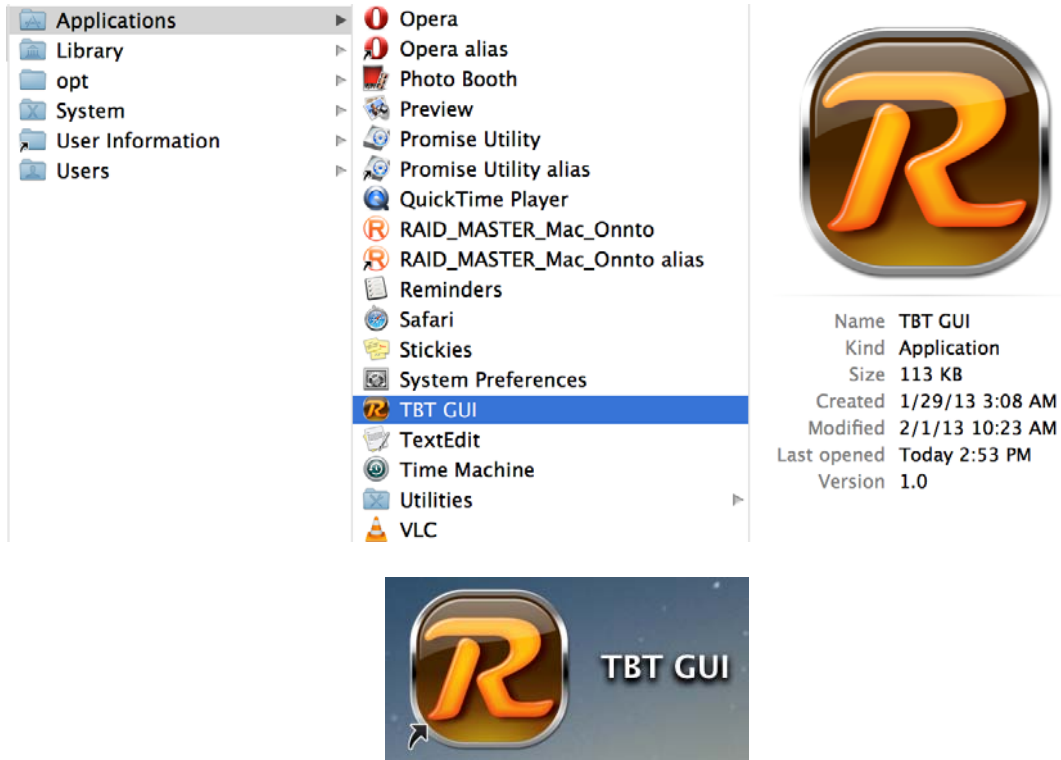 Applications
Library
opt
System
User Information
Users
Opera
Opera alias
Photo Booth
Preview
Promise Utility
Promise Utility alias
QuickTime Player
RAID_MASTER_Mac_Onnto
RAID_MASTER_Mac_Onnto alias
Reminders
Safari
Stickies
System Preferences
TBT GUI
TextEdit
Time Machine
Utilities
VLC
R
Name TBT GUI
Kind Application
Size 113 KB
Created 1/29/13 3:08 AM
Modified 2/1/13 10:23 AM
Last opened Today 2:53 PM
Version 1.0
R
TBT GUI